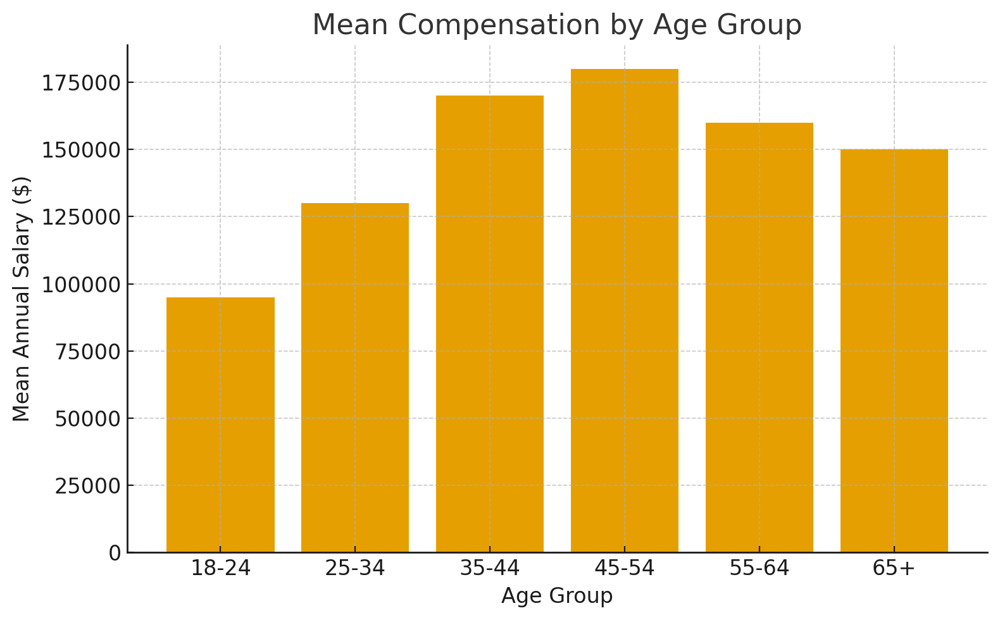 Mean Compensation by Age Group
Mean Annual Salary ($)
175000
150000
125000
100000
75000
50000
25000
0
18-24 25-34 35-44 45-54 55-64 65+
Age Group